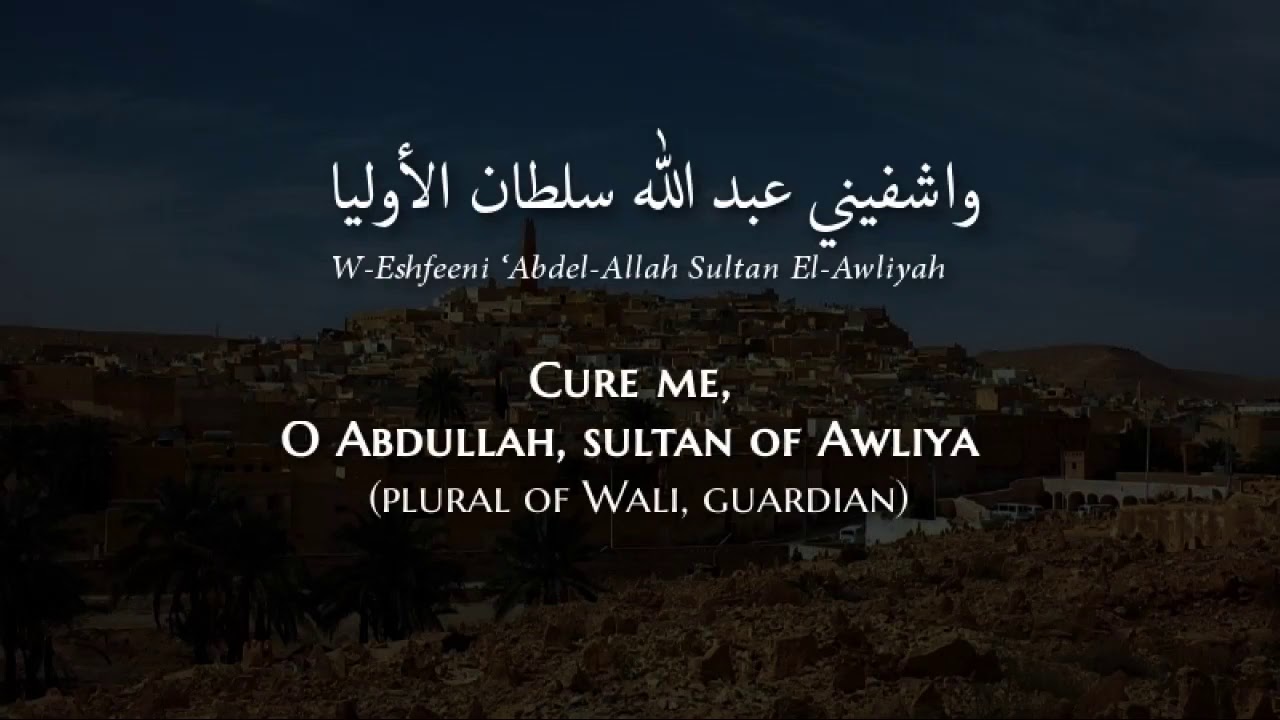 واشفيني عبد الله سلطان الأوليا
W-Eshfeeni ‘Abdel-Allah Sultan El-Awliyah
Cure me,
O Abdullah, sultan of Awliya
(plural of Wali, guardian)